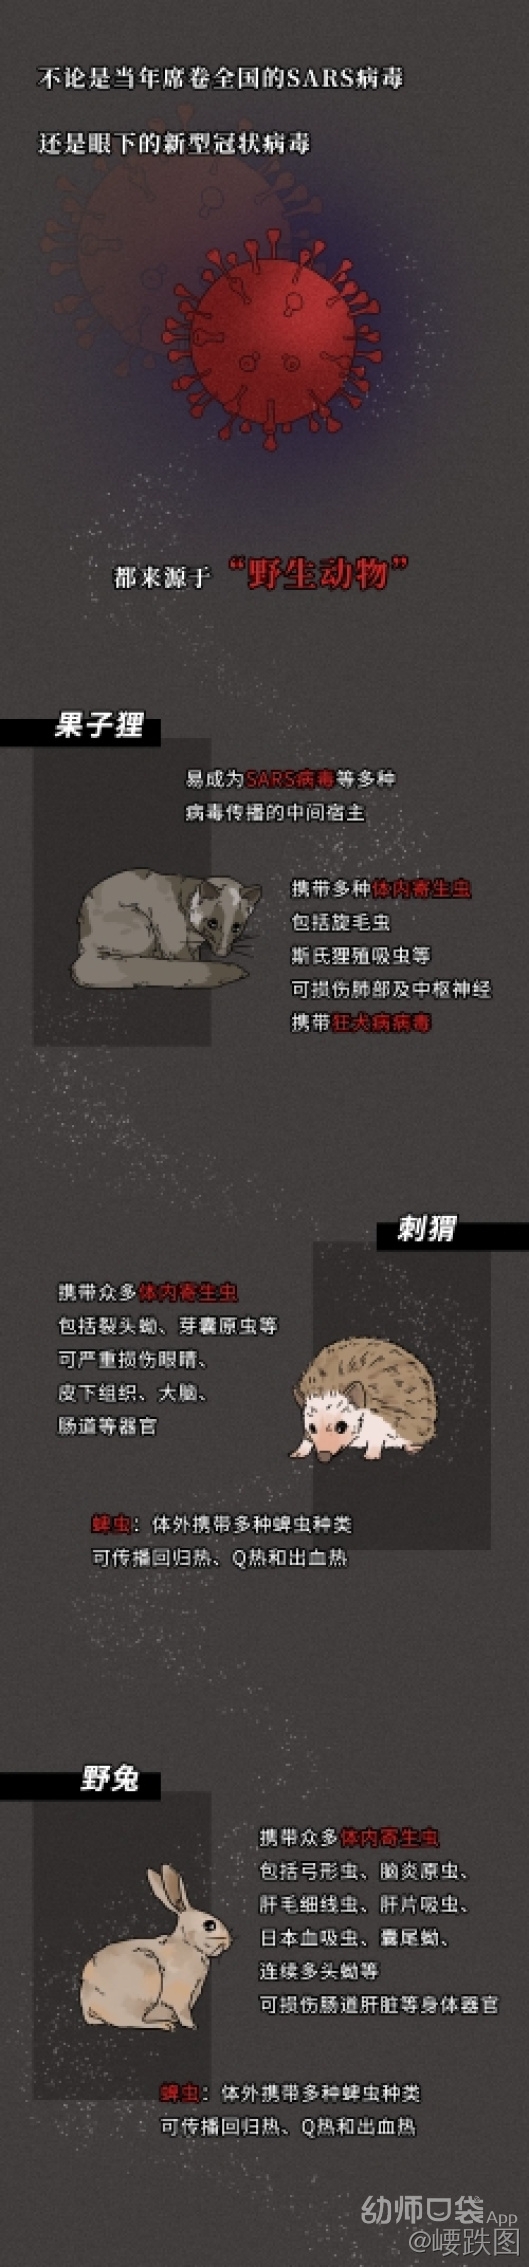 不论是当年席卷全国的SARS病毒
还是眼下的新型冠状病毒
都来源于“野生动物”
果子狸
易成为SARS病毒等多种
病毒传播的中间宿主
携带多种体内寄生虫
包括旋毛虫
斯氏狸殖吸虫等
可损伤肺部及中枢神经
携带狂犬病病毒
刺猬
携带众多体内寄生虫
包括裂头蚴、芽囊原虫等
可严重损伤眼睛、
皮下组织、大脑、
肠道等器官
蜱虫：体外携带多种蜱虫种类
可传播回归热、Q热和出血热
野兔
携带众多体内寄生虫
包括弓形虫、脑炎原虫、
肝毛细线虫、肝片吸虫、
日本血吸虫、囊尾蚴、
连续多头蚴等
可损伤肠道肝脏等身体器官
蜱虫：体外携带多种蜱虫种类
可传播回归热、Q热和出血热
幼师口袋App
@崾跌图